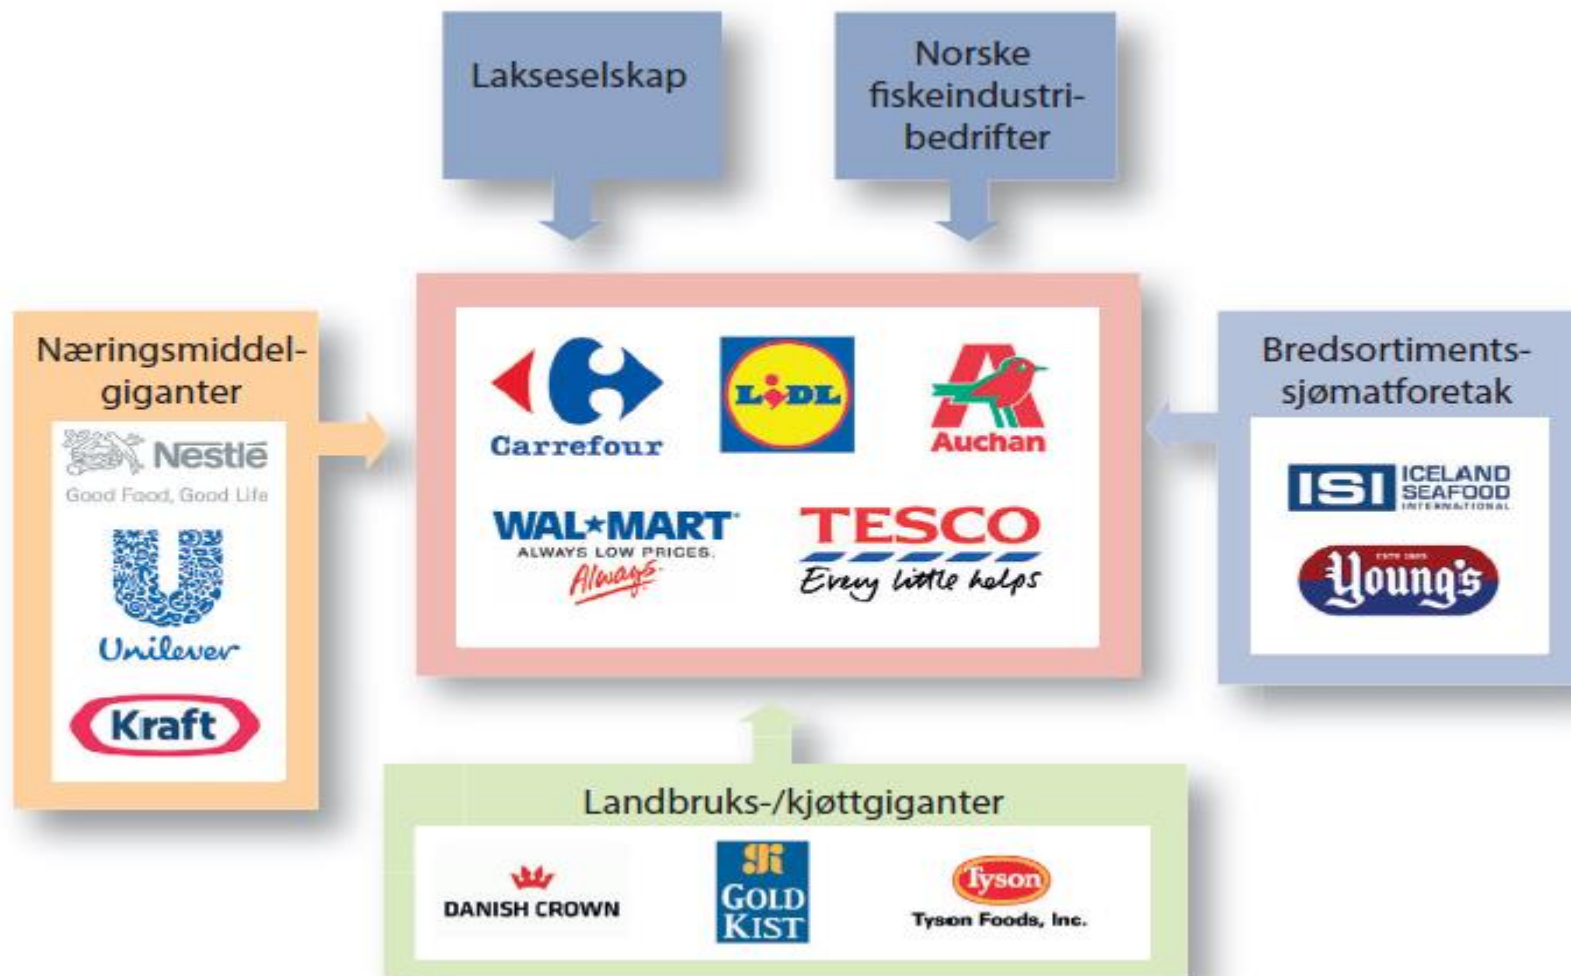 Lakseselskap
Norske
fiskeindustri-
bedrifter
Næringsmiddel-
giganter
Nestlé
Good Food, Good Life
Unilever
Kraft
Carrefour
LiDL
Auchan
WAL★MART
ALWAYS LOW PRICES.
Always.
TESCO
Every little helps
Bredsortiments-
sjømatforetak
ISI ICELAND
SEAFOOD
INTERNATIONAL
ESTD 1805
Young's
Landbruks-/kjøttgiganter
DANISH CROWN
GOLD
KIST
Tyson
Tyson Foods, Inc.